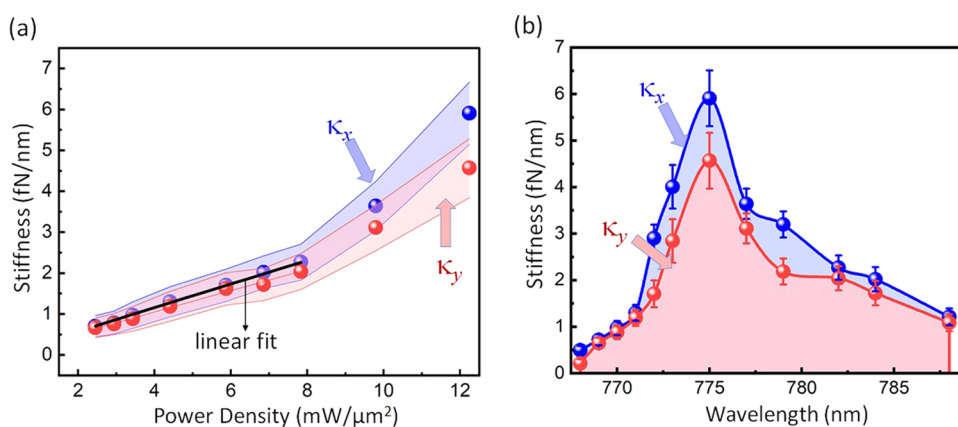 (a)
7
6
5
4
3
2
1
0
Stiffness (fN/nm)
κx
κy
linear fit
2 4 6 8 10 12
Power Density (mW/μm²)
(b)
7
6
5
4
3
2
1
0
Stiffness (fN/nm)
κx
κy
770 775 780 785
Wavelength (nm)